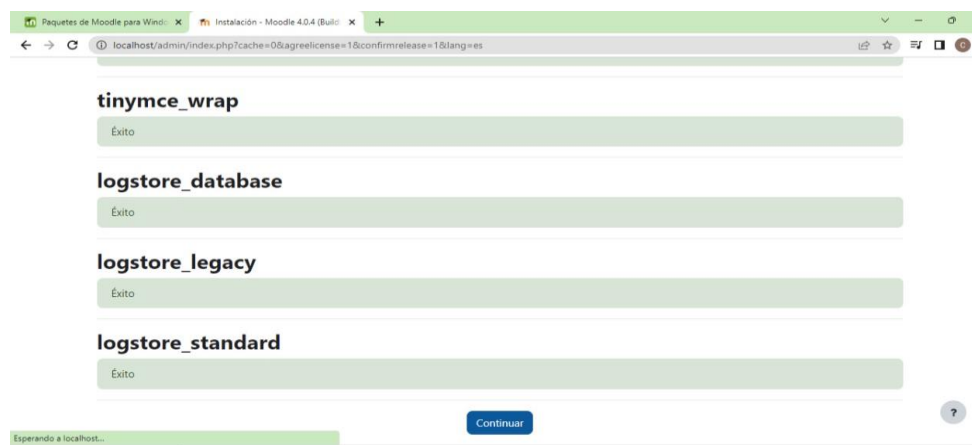 Paquetes de Moodle para Windo
Instalación - Moodle 4.0.4 (Build
localhost/admin/index.php?cache=0&agreelicense=1&confirmrelease=1&lang=es
C
tinymce_wrap
Éxito
logstore_database
Éxito
logstore_legacy
Éxito
logstore_standard
Éxito
Continuar
?
Esperando a localhost...